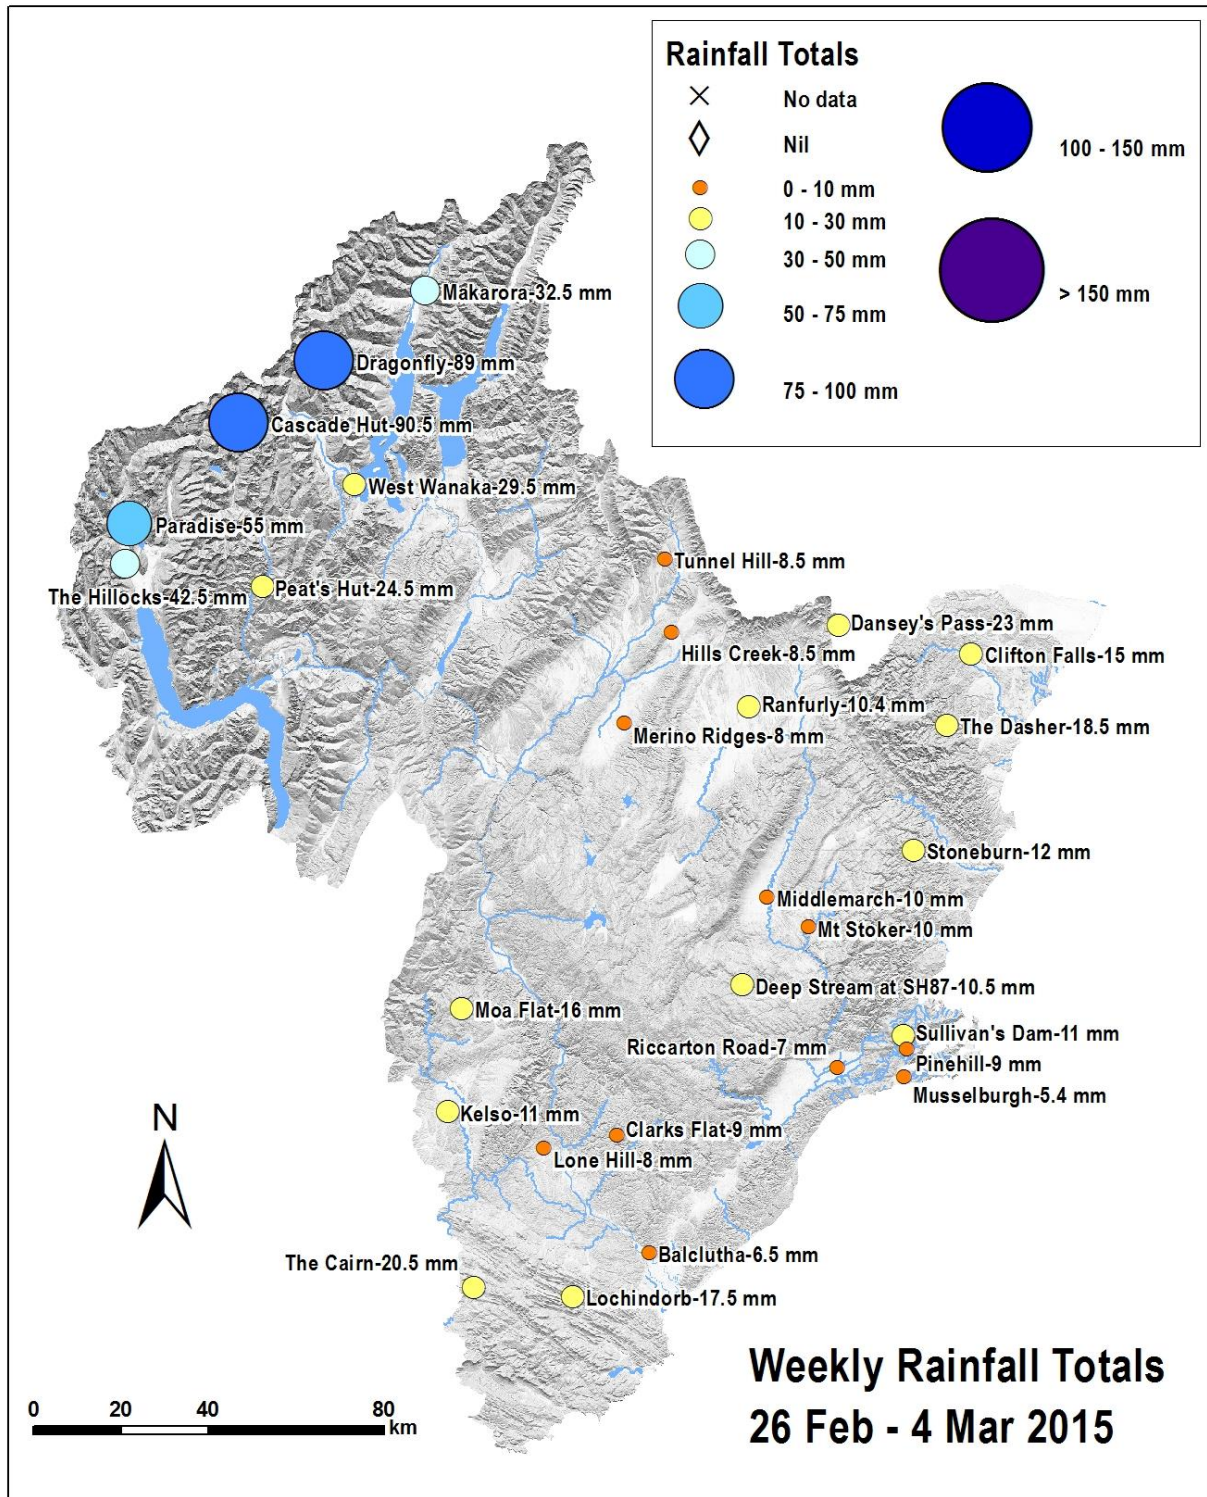 Rainfall Totals
No data
Nil
0 - 10 mm
10 - 30 mm
30 - 50 mm
50 - 75 mm
75 - 100 mm
100 - 150 mm
> 150 mm
Makarora-32.5 mm
Dragonfly-89 mm
Cascade Hut-90.5 mm
West Wanaka-29.5 mm
Paradise-55 mm
The Hillocks-42.5 mm
Peat's Hut-24.5 mm
Tunnel Hill-8.5 mm
Hills Creek-8.5 mm
Dansey's Pass-23 mm
Clifton Falls-15 mm
Ranfurly-10.4 mm
The Dasher-18.5 mm
Merino Ridges-8 mm
Stoneburn-12 mm
Middlemarch-10 mm
Mt Stoker-10 mm
Deep Stream at SH87-10.5 mm
Moa Flat-16 mm
Sullivan's Dam-11 mm
Riccarton Road-7 mm
Pinehill-9 mm
Musselburgh-5.4 mm
Kelso-11 mm
Clarks Flat-9 mm
Lone Hill-8 mm
Balclutha-6.5 mm
The Cairn-20.5 mm
Lochindorb-17.5 mm
N
0 20 40 80
km
Weekly Rainfall Totals
26 Feb - 4 Mar 2015